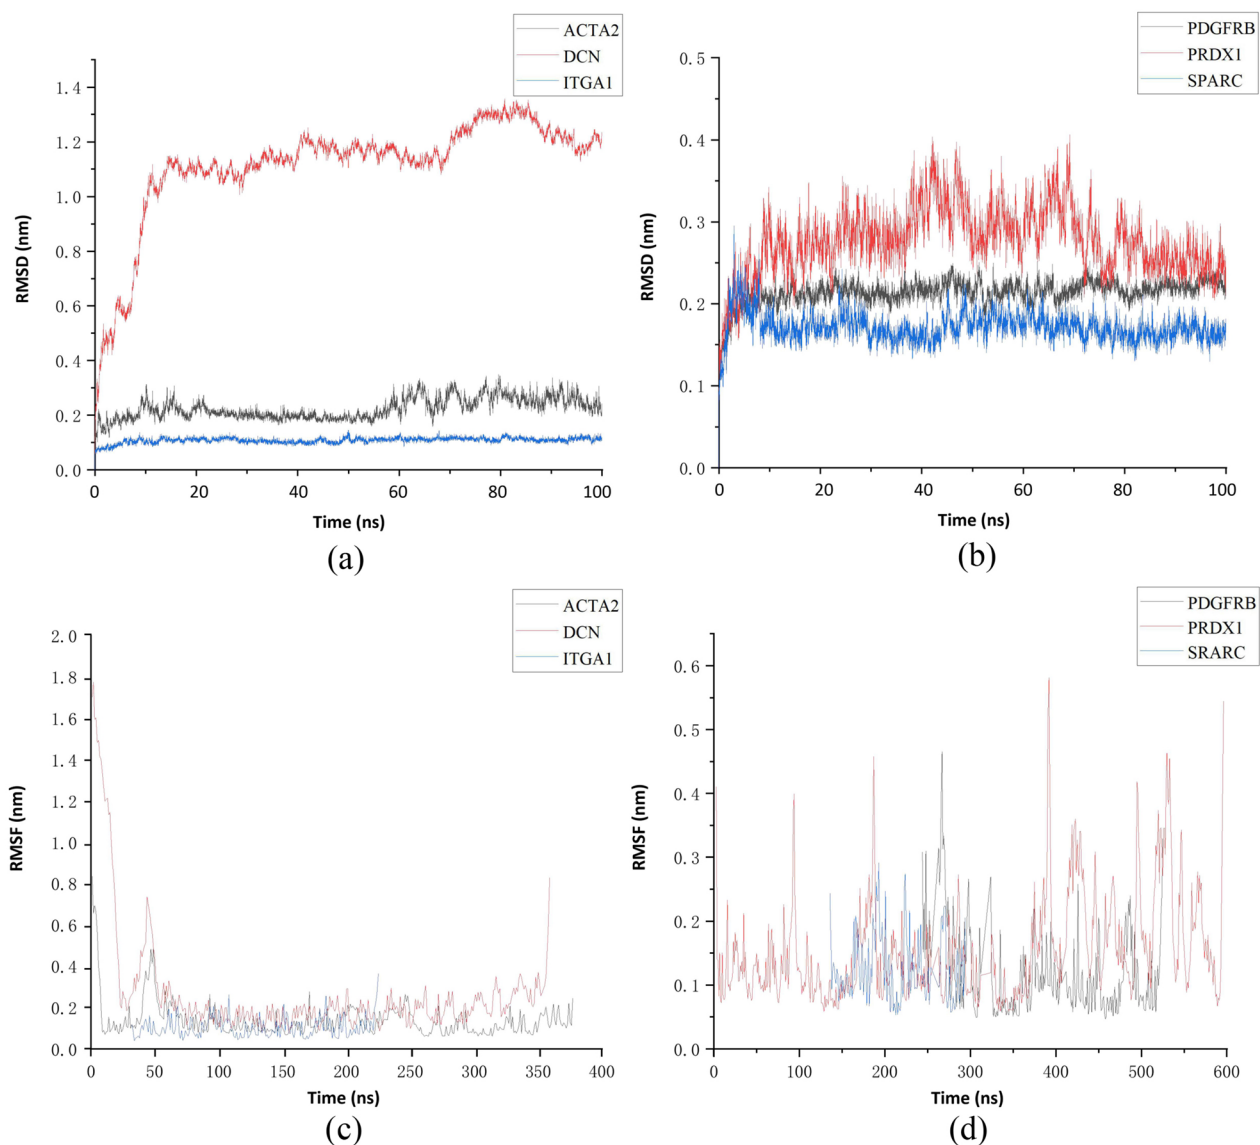 ACTA2
DCN
ITGA1
1.4
1.2
1.0
0.8
0.6
0.4
0.2
0.0
RMSD (nm)
0 20 40 60 80 100
Time (ns)
(a)
PDGFRB
PRDX1
SPARC
0.5
0.4
0.3
0.2
0.1
0.0
RMSD (nm)
0 20 40 60 80 100
Time (ns)
(b)
ACTA2
DCN
ITGA1
2.0
1.8
1.6
1.4
1.2
1.0
0.8
0.6
0.4
0.2
0.0
RMSF (nm)
0 50 100 150 200 250 300 350 400
Time (ns)
(c)
PDGFRB
PRDX1
SRARC
0.6
0.5
0.4
0.3
0.2
0.1
0.0
RMSF (nm)
0 100 200 300 400 500 600
Time (ns)
(d)